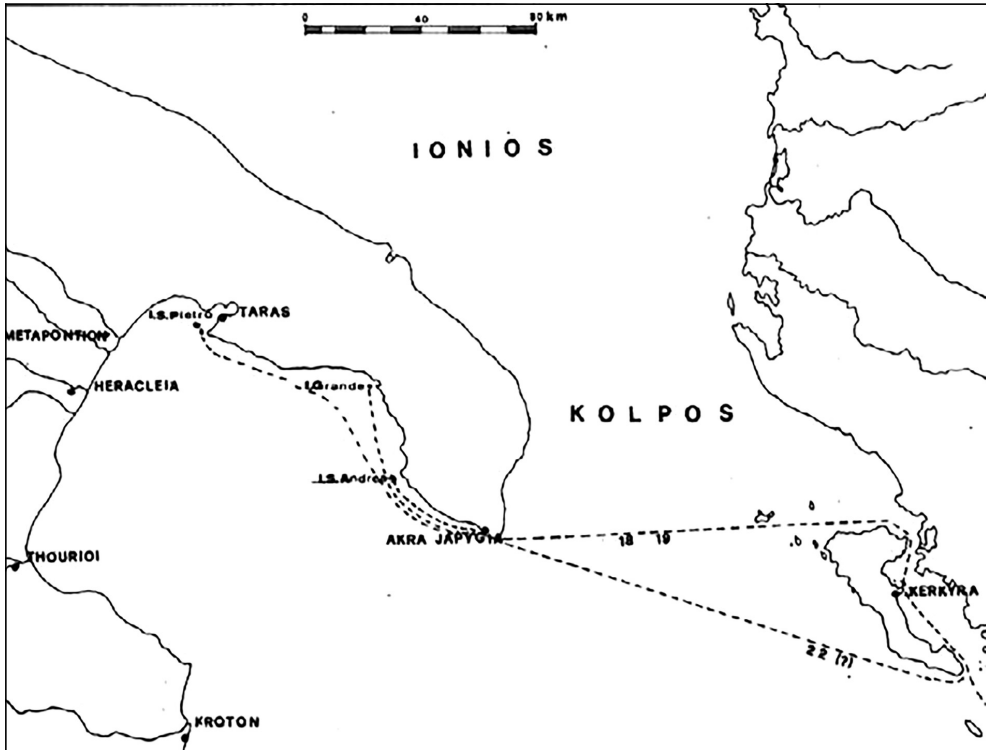 0 40 80 km
IONIOS
I.S.Pietro
TARAS
METAPONTION
HERACLEIA
I.Grande
KOLPOS
I.S.Andrea
AKRA JAPYGIA
18 19
THOURIOI
KERKYRA
22 (?)
KROTON